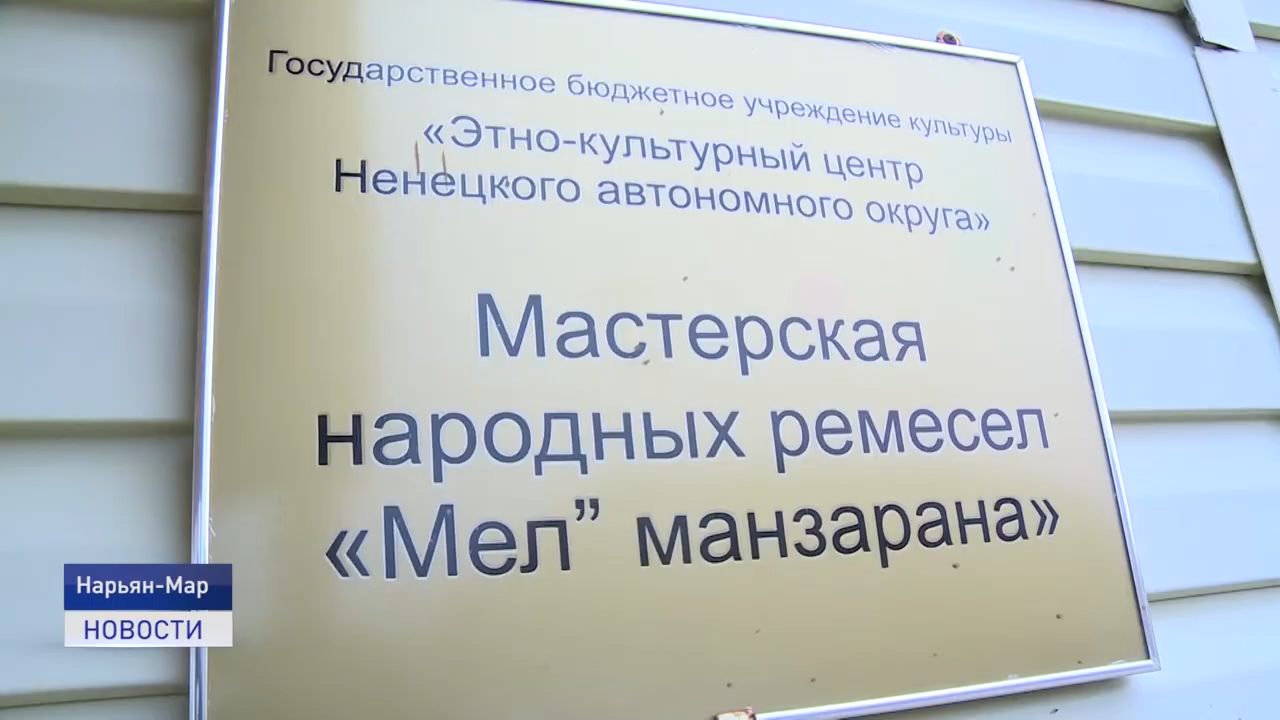 Государственное бюджетное учреждение культуры
«Этно-культурный центр
Ненецкого автономного округа»
Мастерская
народных ремесел
«Мел” манзарана»
Нарьян-Мар
НОВОСТИ